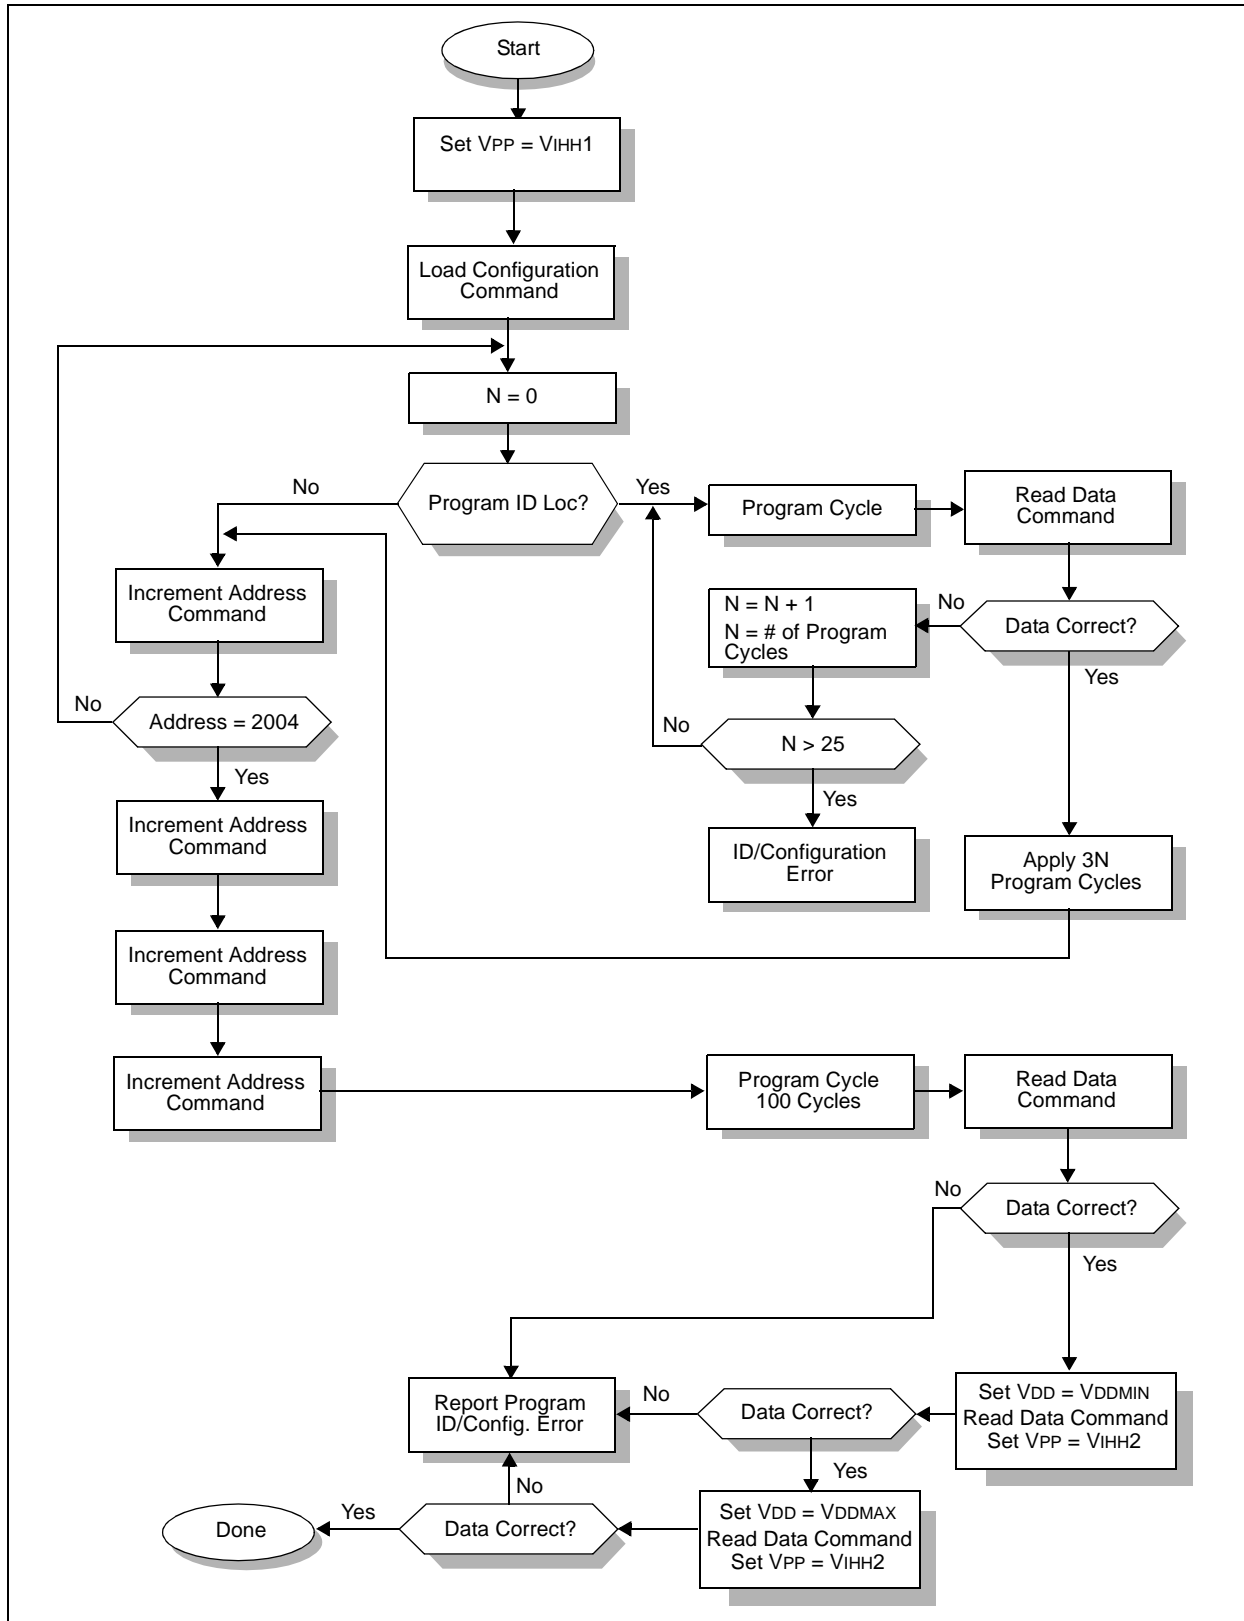 Start
Set VPP = VIHH1
Load Configuration
Command
N = 0
Program ID Loc?
No
Yes
Program Cycle
Read Data
Command
Increment Address
Command
N = N + 1
N = # of Program
Cycles
No
Data Correct?
Yes
No
Address = 2004
Yes
No
N > 25
Yes
Increment Address
Command
ID/Configuration
Error
Apply 3N
Program Cycles
Increment Address
Command
Increment Address
Command
Program Cycle
100 Cycles
Read Data
Command
No
Data Correct?
Yes
Set VDD = VDDMIN
Read Data Command
Set VPP = VIHH2
Data Correct?
No
Yes
Report Program
ID/Config. Error
Set VDD = VDDMAX
Read Data Command
Set VPP = VIHH2
Data Correct?
No
Yes
Done